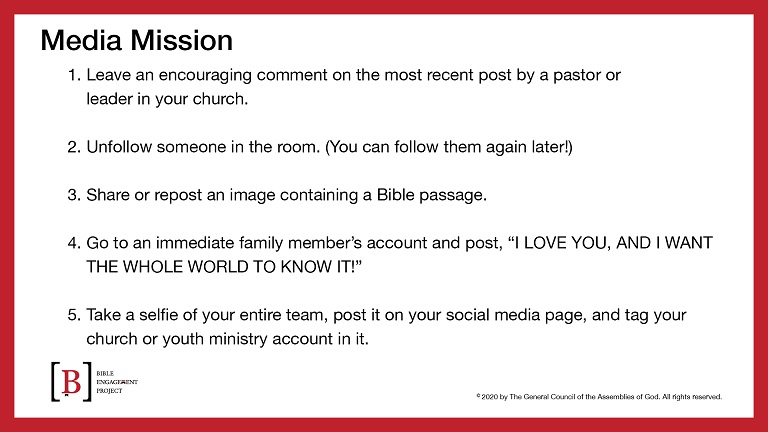 Media Mission
1. Leave an encouraging comment on the most recent post by a pastor or
leader in your church.
2. Unfollow someone in the room. (You can follow them again later!)
3. Share or repost an image containing a Bible passage.
4. Go to an immediate family member’s account and post, “I LOVE YOU, AND I WANT
THE WHOLE WORLD TO KNOW IT!”
5. Take a selfie of your entire team, post it on your social media page, and tag your
church or youth ministry account in it.
[B]
BIBLE
ENGAGEMENT
PROJECT
© 2020 by The General Council of the Assemblies of God. All rights reserved.